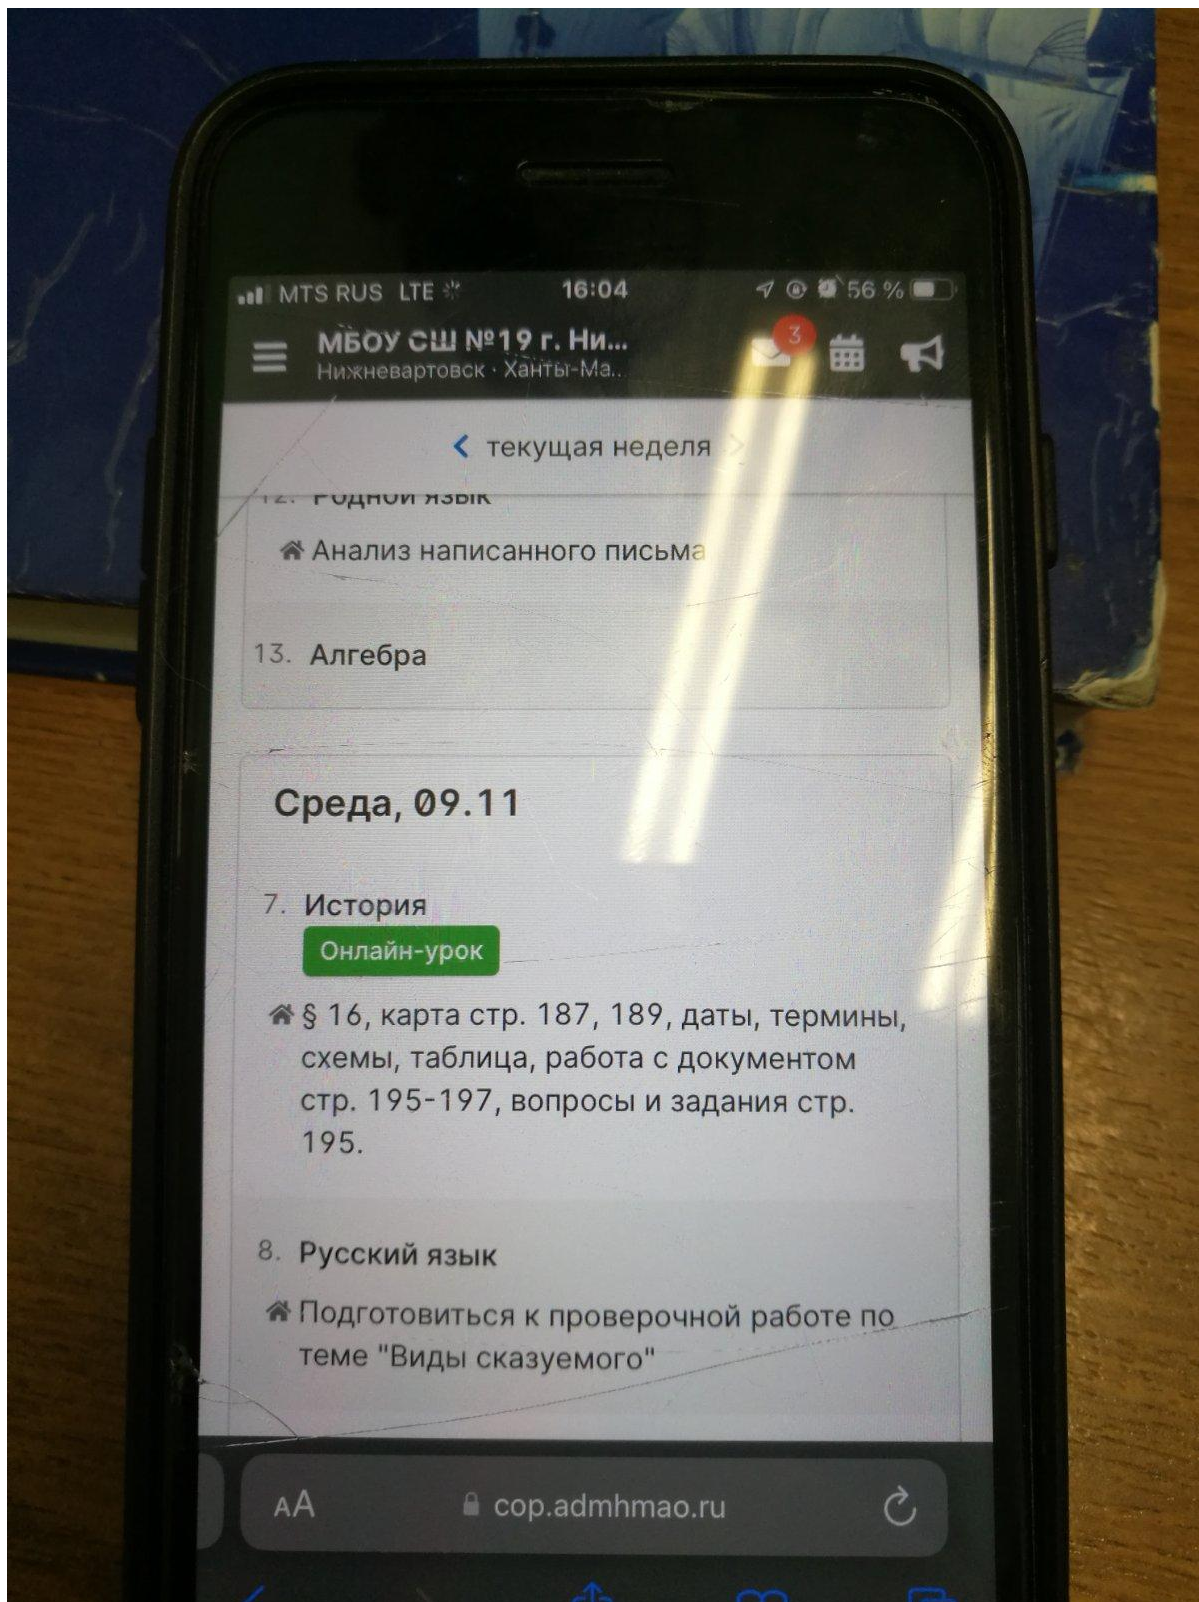 MTS RUS LTE 16:04 56 %
МБОУ СШ №19 г. Ни...
3
Нижневартовск · Ханты-Ма...
текущая неделя
12. Родной язык
Анализ написанного письма
13. Алгебра
Среда, 09.11
7. История
Онлайн-урок
§ 16, карта стр. 187, 189, даты, термины,
схемы, таблица, работа с документом
стр. 195-197, вопросы и задания стр.
195.
8. Русский язык
Подготовиться к проверочной работе по
теме "Виды сказуемого"
AA cop.admhmao.ru